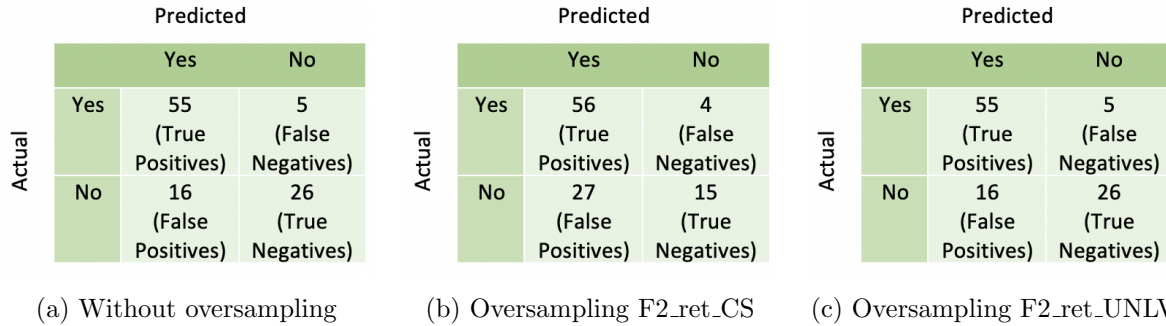 Predicted
Yes No
Actual
Yes 55 5
(True (False
Positives) Negatives)
No 16 26
(False (True
Positives) Negatives)
(a) Without oversampling
Predicted
Yes No
Actual
Yes 56 4
(True (False
Positives) Negatives)
No 27 15
(False (True
Positives) Negatives)
(b) Oversampling F2_ret_CS
Predicted
Yes No
Actual
Yes 55 5
(True (False
Positives) Negatives)
No 16 26
(False (True
Positives) Negatives)
(c) Oversampling F2_ret_UNLV